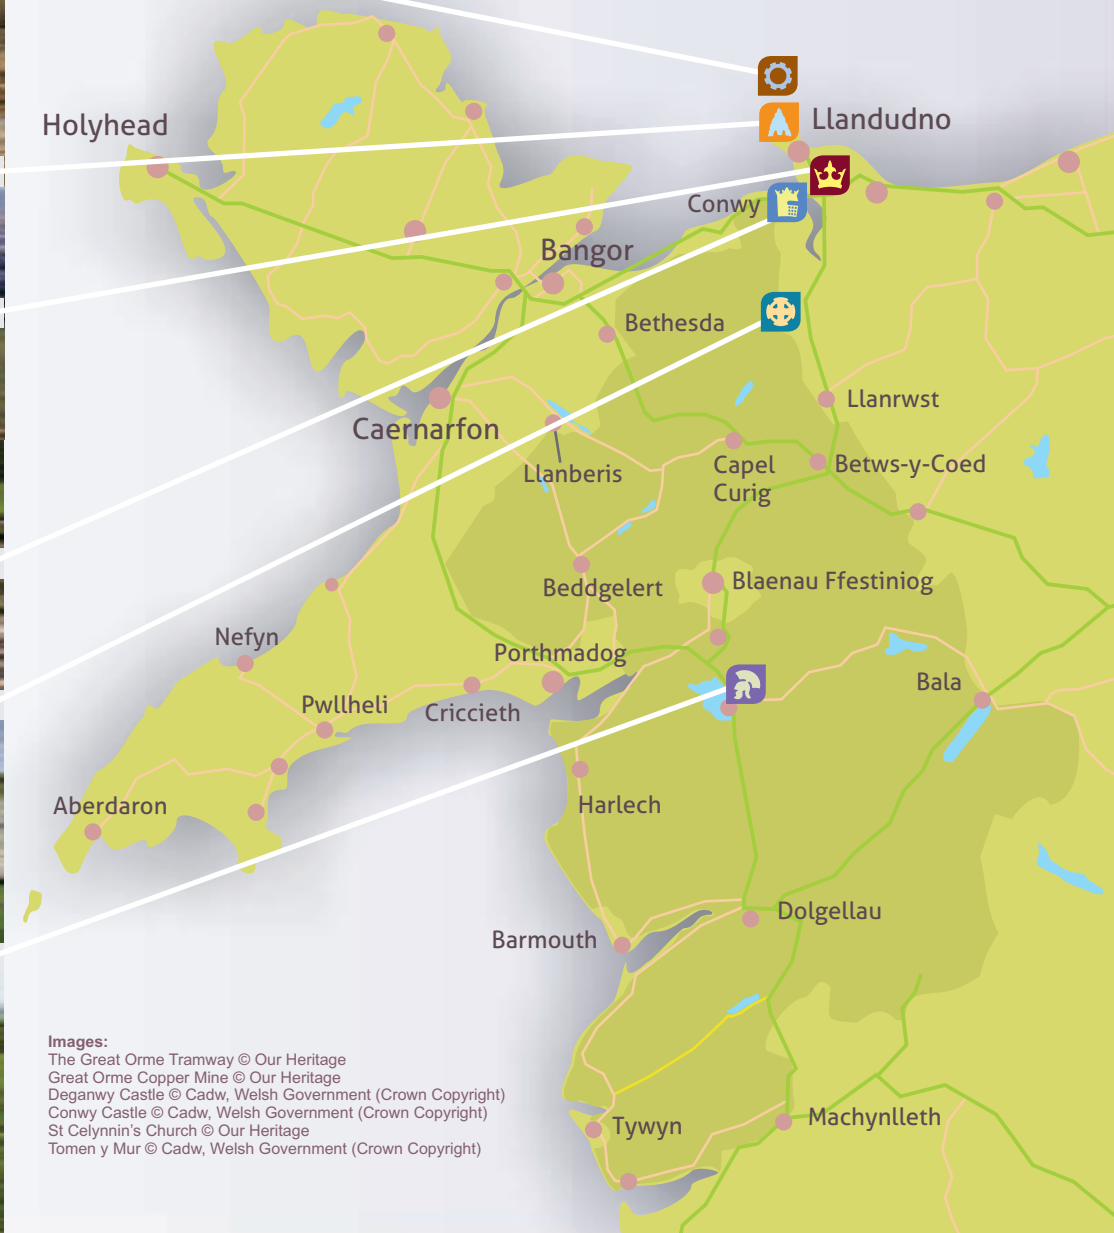 Holyhead
Llandudno
Conwy
Bangor
Bethesda
Llanrwst
Caernarfon
Llanberis
Capel
Curig
Betws-y-Coed
Beddgelert
Blaenau Ffestiniog
Nefyn
Porthmadog
Bala
Pwllheli
Criccieth
Aberdaron
Harlech
Dolgellau
Barmouth
Images:
The Great Orme Tramway © Our Heritage
Great Orme Copper Mine © Our Heritage
Deganwy Castle © Cadw, Welsh Government (Crown Copyright)
Conwy Castle © Cadw, Welsh Government (Crown Copyright)
St Celynnin's Church © Our Heritage
Tomen y Mur © Cadw, Welsh Government (Crown Copyright)
Tywyn
Machynlleth